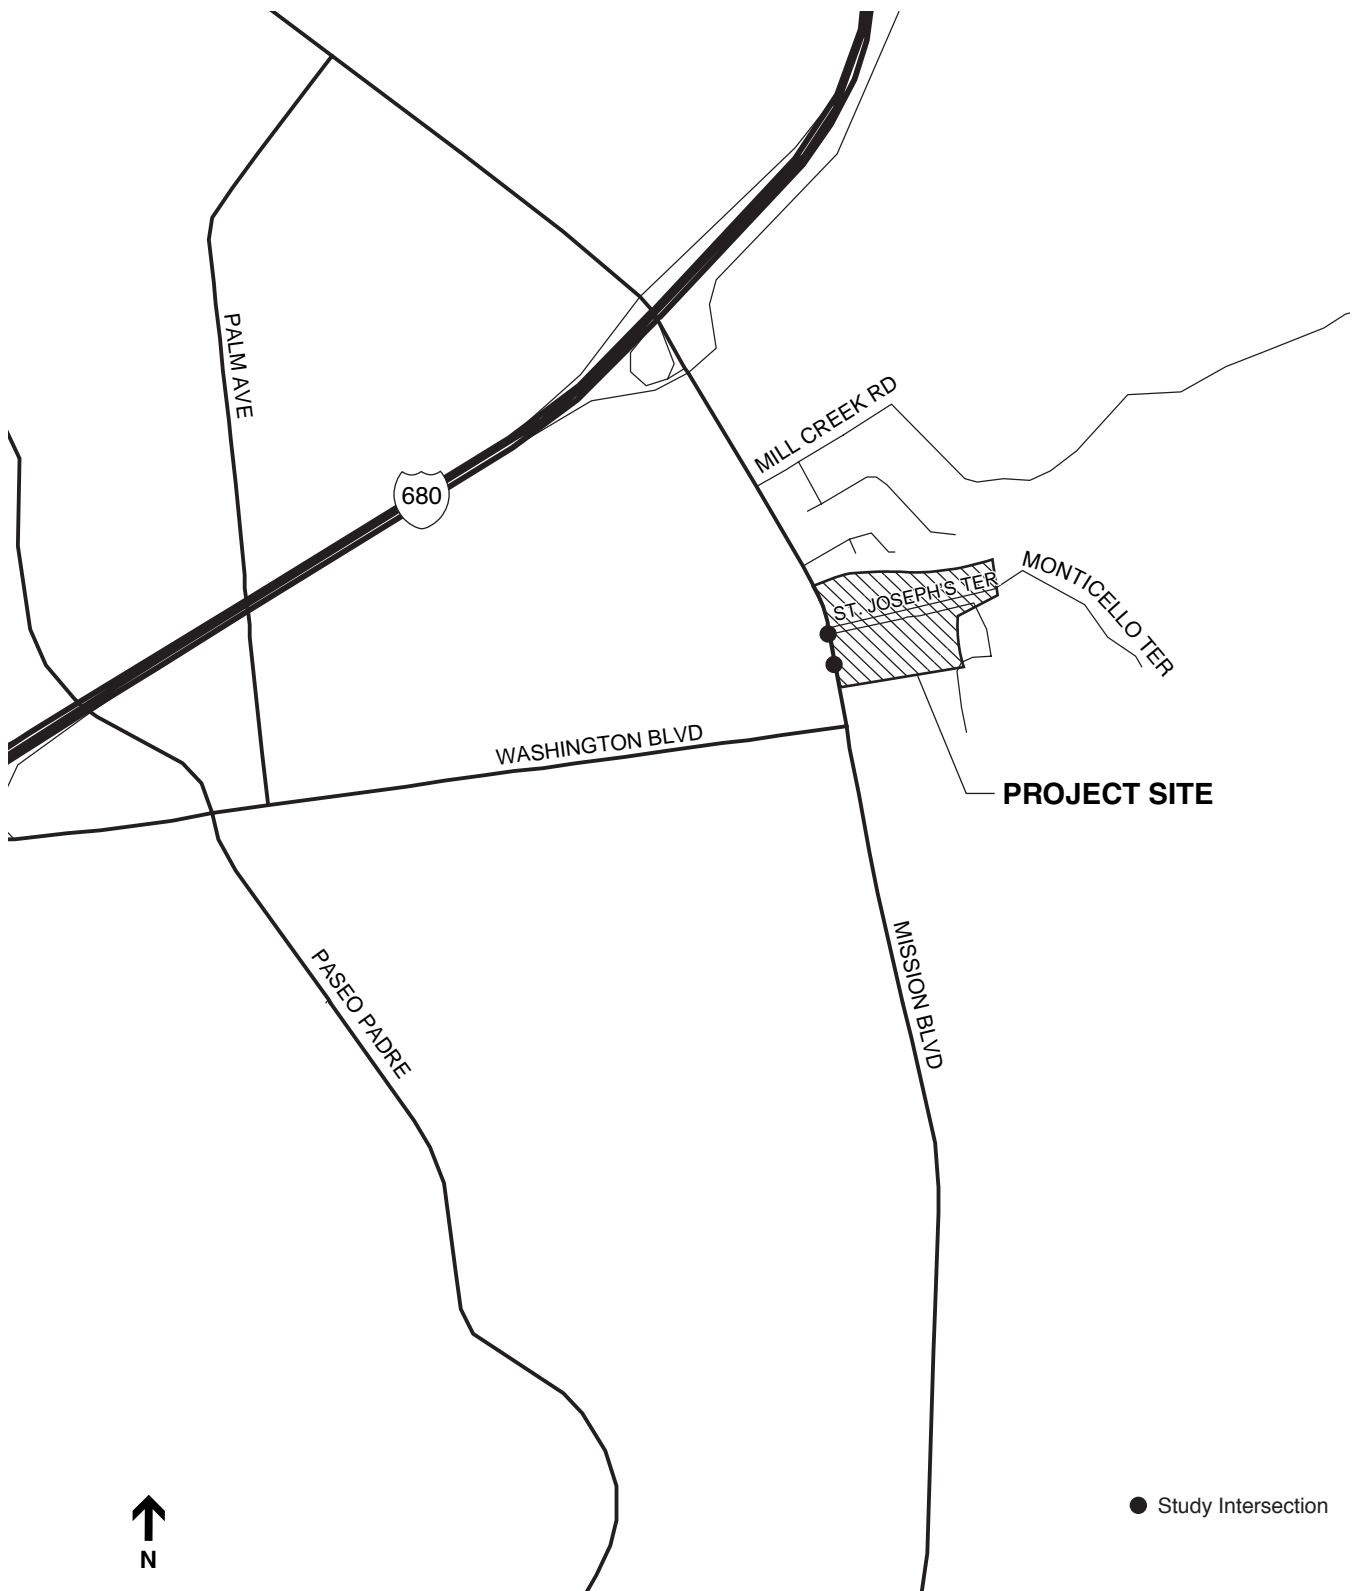 PALM AVE
MILL CREEK RD
680
MONTICELLO TER
ST. JOSEPH'S TER
WASHINGTON BLVD
PROJECT SITE
MISSION BLVD
PASEO PADRE
Study Intersection
N